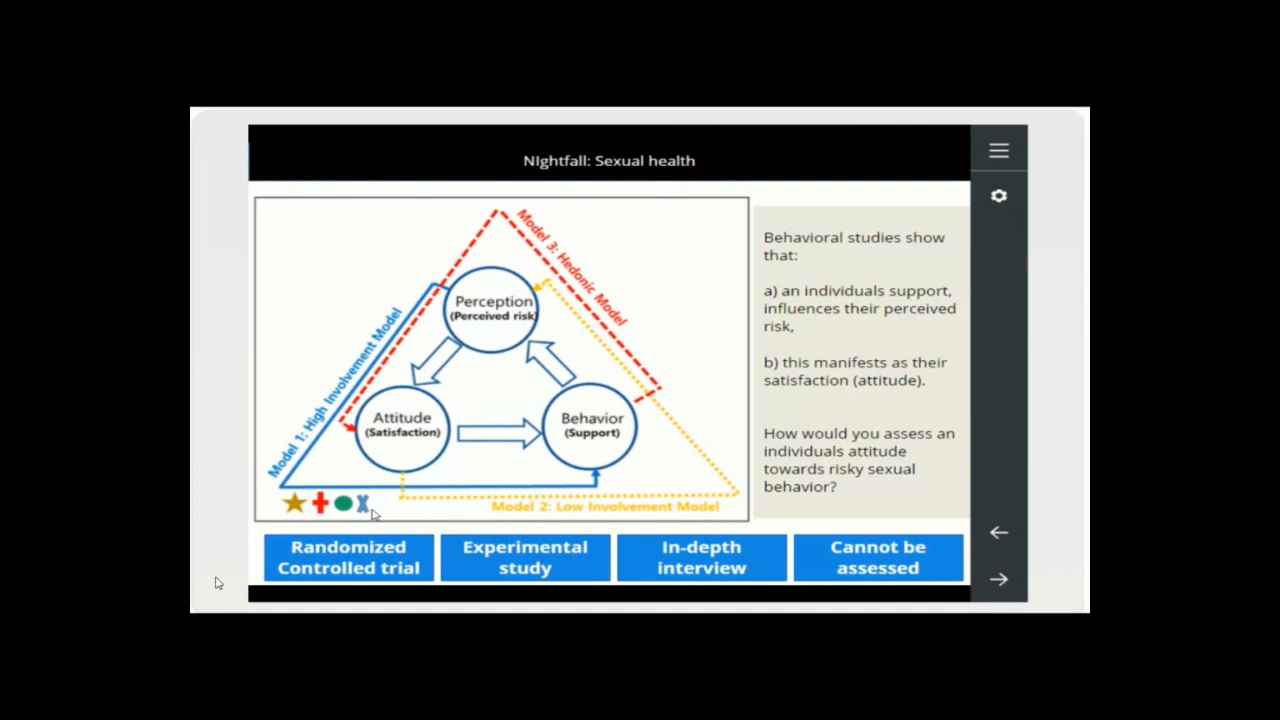 NIghtfall: Sexual health
Model 1: High Involvement Model
Model 3: Hedonic Model
Perception
(Perceived risk)
Attitude
(Satisfaction)
Behavior
(Support)
Model 2: Low Involvement Model
Behavioral studies show
that:
a) an individuals support,
influences their perceived
risk,
b) this manifests as their
satisfaction (attitude).
How would you assess an
individuals attitude
towards risky sexual
behavior?
Randomized
Controlled trial
Experimental
study
In-depth
interview
Cannot be
assessed